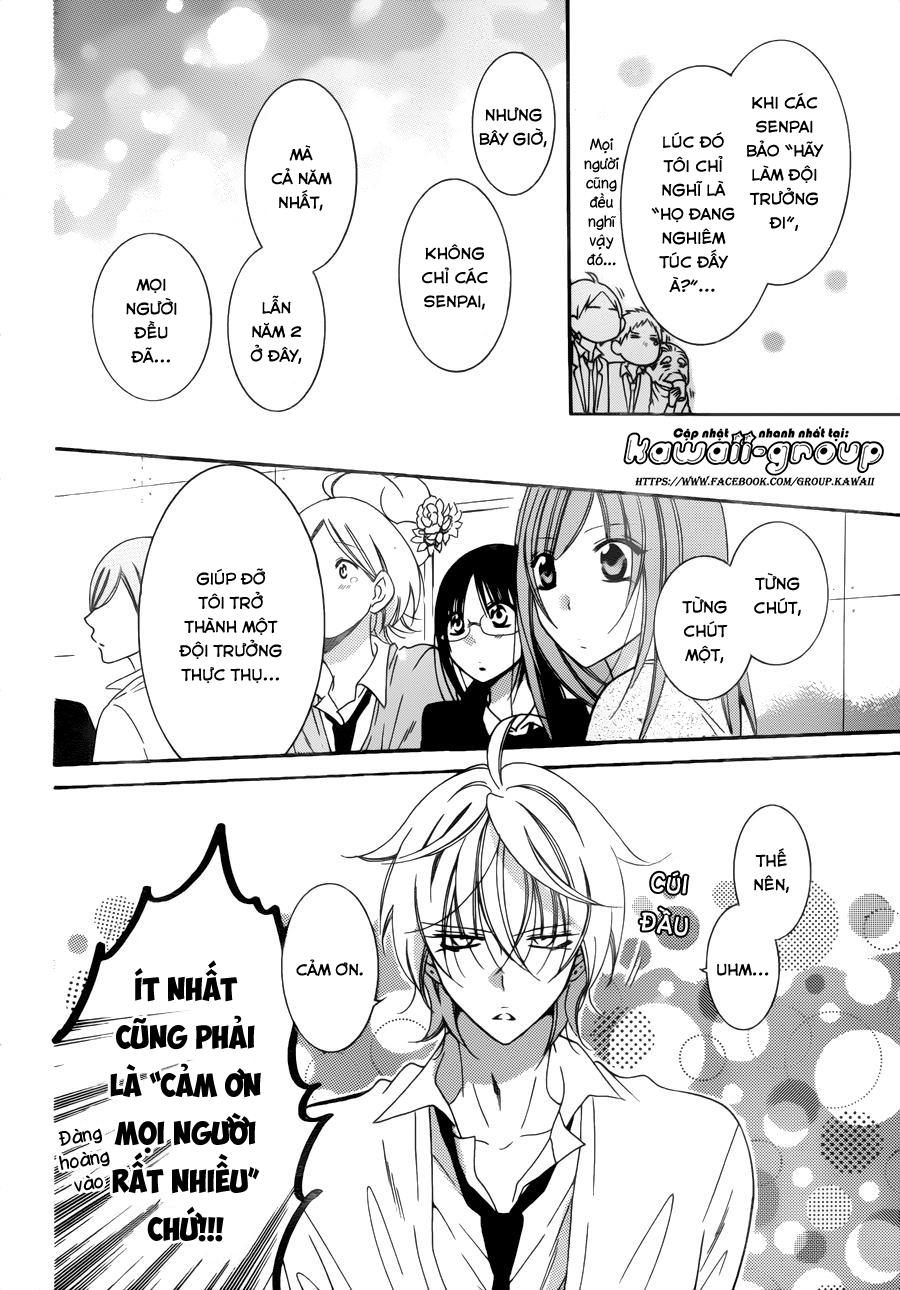 KHI CÁC
SENPAI
BẢO "HÃY
LÀM ĐỘI
TRƯỞNG
ĐI",
LÚC ĐÓ
TÔI CHỈ
NGHĨ LÀ
"HỌ ĐANG
NGHIÊM
TÚC ĐẤY
À?"...
Mọi
người
cũng
đều
nghĩ
vậy
đó...
NHƯNG
BÂY GIỜ,
KHÔNG
CHỈ CÁC
SENPAI,
MÀ
CẢ NĂM
NHẤT,
LẪN
NĂM 2
Ở ĐÂY,
MỌI
NGƯỜI
ĐỀU
ĐÃ...
Cập nhật nhanh nhất tại:
kawaii-group
HTTPS://WWW.FACEBOOK.COM/GROUP.KAWAII
TỪNG
CHÚT,
TỪNG
CHÚT
MỘT,
GIÚP ĐỠ
TÔI TRỞ
THÀNH MỘT
ĐỘI TRƯỞNG
THỰC THỤ...
THẾ
NÊN,
UHM...
CÚI
ĐẦU
CẢM ƠN.
ÍT NHẤT
CŨNG PHẢI
LÀ "CẢM ƠN
MỌI NGƯỜI
RẤT NHIỀU"
CHỨ!!!
Đàng
hoàng
vào